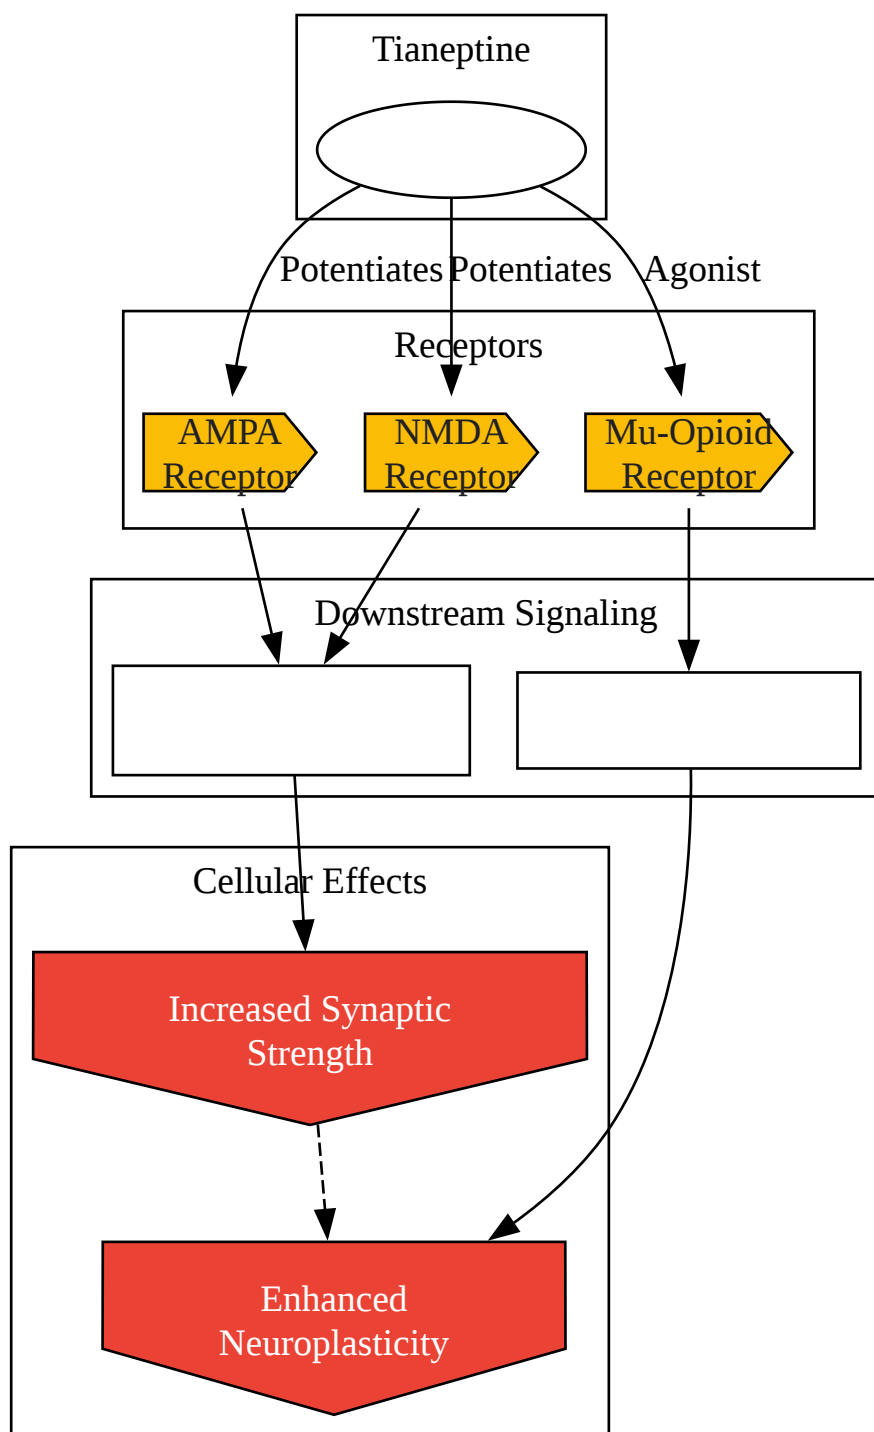 Tianeptine
Potentiates
Potentiates
Agonist
Receptors
AMPA
Receptor
NMDA
Receptor
Mu-Opioid
Receptor
Downstream Signaling
Cellular Effects
Increased Synaptic
Strength
Enhanced
Neuroplasticity